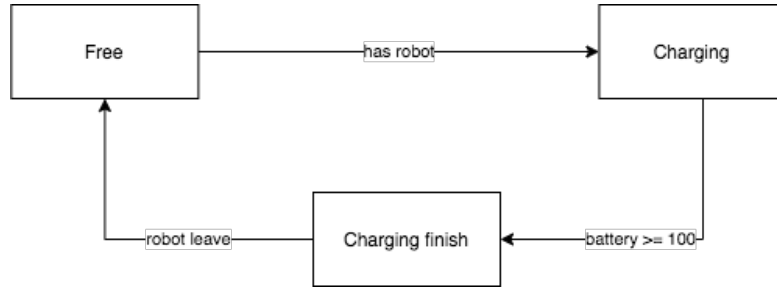 Free
has robot
Charging
robot leave
Charging finish
battery >= 100